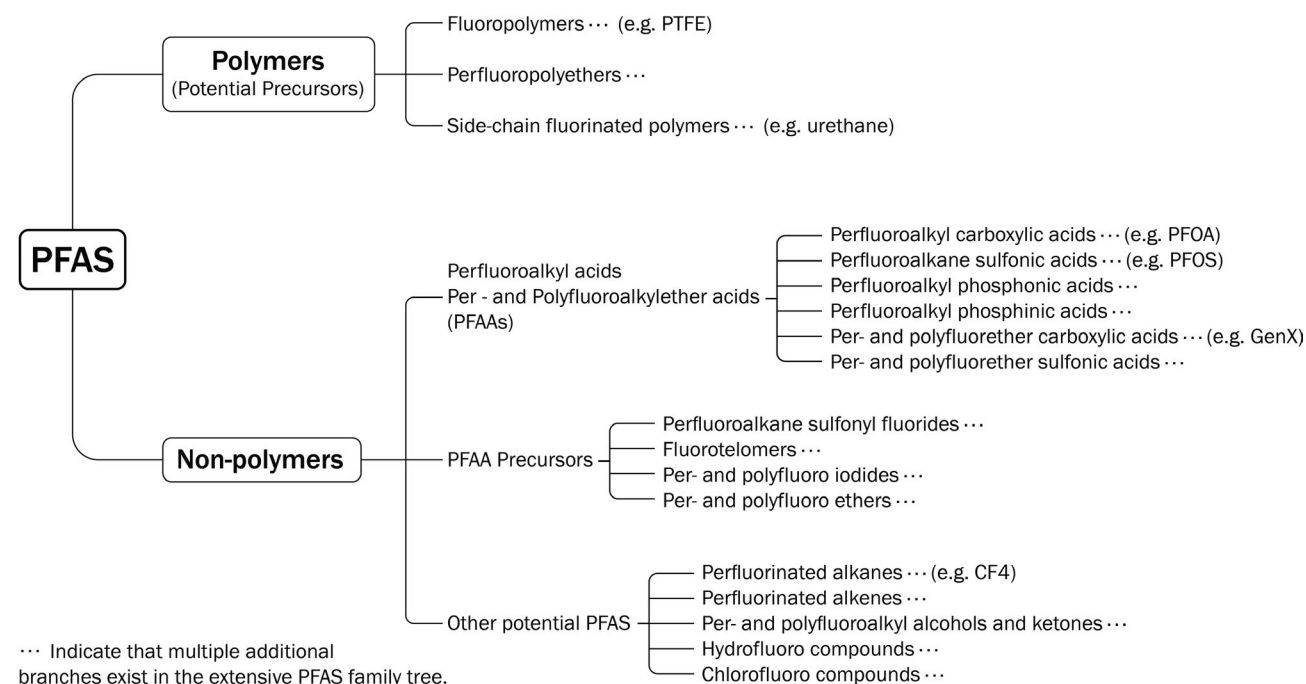 Fluoropolymers ··· (e.g. PTFE)
Polymers
(Potential Precursors)
Perfluoropolyethers ···
Side-chain fluorinated polymers ··· (e.g. urethane)
PFAS
Perfluoroalkyl acids
Per - and Polyfluoroalkylether acids
(PFAAs)
Perfluoroalkyl carboxylic acids ··· (e.g. PFOA)
Perfluoroalkane sulfonic acids ··· (e.g. PFOS)
Perfluoroalkyl phosphonic acids ···
Perfluoroalkyl phosphinic acids ···
Per- and polyfluorether carboxylic acids ··· (e.g. GenX)
Per- and polyfluorether sulfonic acids ···
Non-polymers
PFAA Precursors
Perfluoroalkane sulfonyl fluorides ···
Fluorotelomers ···
Per- and polyfluoro iodides ···
Per- and polyfluoro ethers ···
Other potential PFAS
Perfluorinated alkanes ··· (e.g. CF4)
Perfluorinated alkenes ···
Per- and polyfluoroalkyl alcohols and ketones ···
Hydrofluoro compounds ···
Chlorofluoro compounds ···
··· Indicate that multiple additional
branches exist in the extensive PFAS family tree.